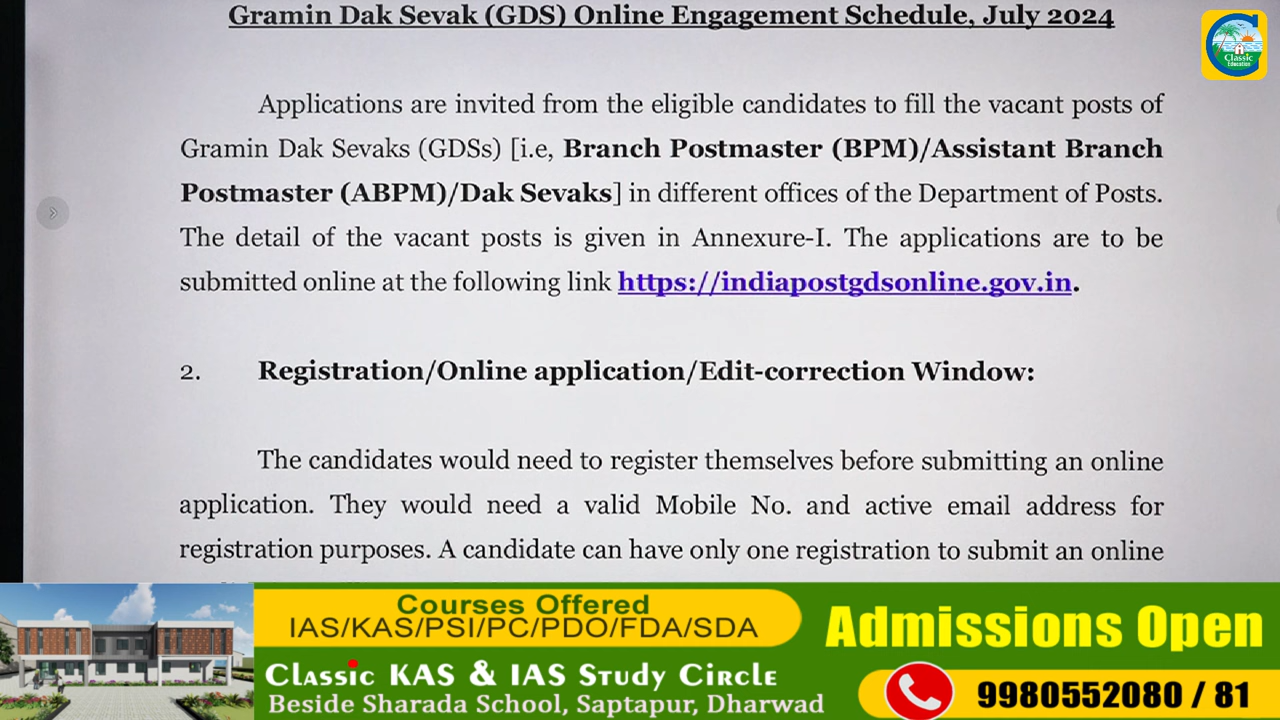 Gramin Dak Sevak (GDS) Online Engagement Schedule, July 2024
Classic
Education
Applications are invited from the eligible candidates to fill the vacant posts of
Gramin Dak Sevaks (GDSs) [i.e, Branch Postmaster (BPM)/Assistant Branch
Postmaster (ABPM)/Dak Sevaks] in different offices of the Department of Posts.
The detail of the vacant posts is given in Annexure-I. The applications are to be
submitted online at the following link https://indiapostgdsonline.gov.in.
2. Registration/Online application/Edit-correction Window:
The candidates would need to register themselves before submitting an online
application. They would need a valid Mobile No. and active email address for
registration purposes. A candidate can have only one registration to submit an online
Courses Offered
IAS/KAS/PSI/PC/PDO/FDA/SDA
Classic KAS & IAS Study Circle
Beside Sharada School, Saptapur, Dharwad
Admissions Open
9980552080 / 81